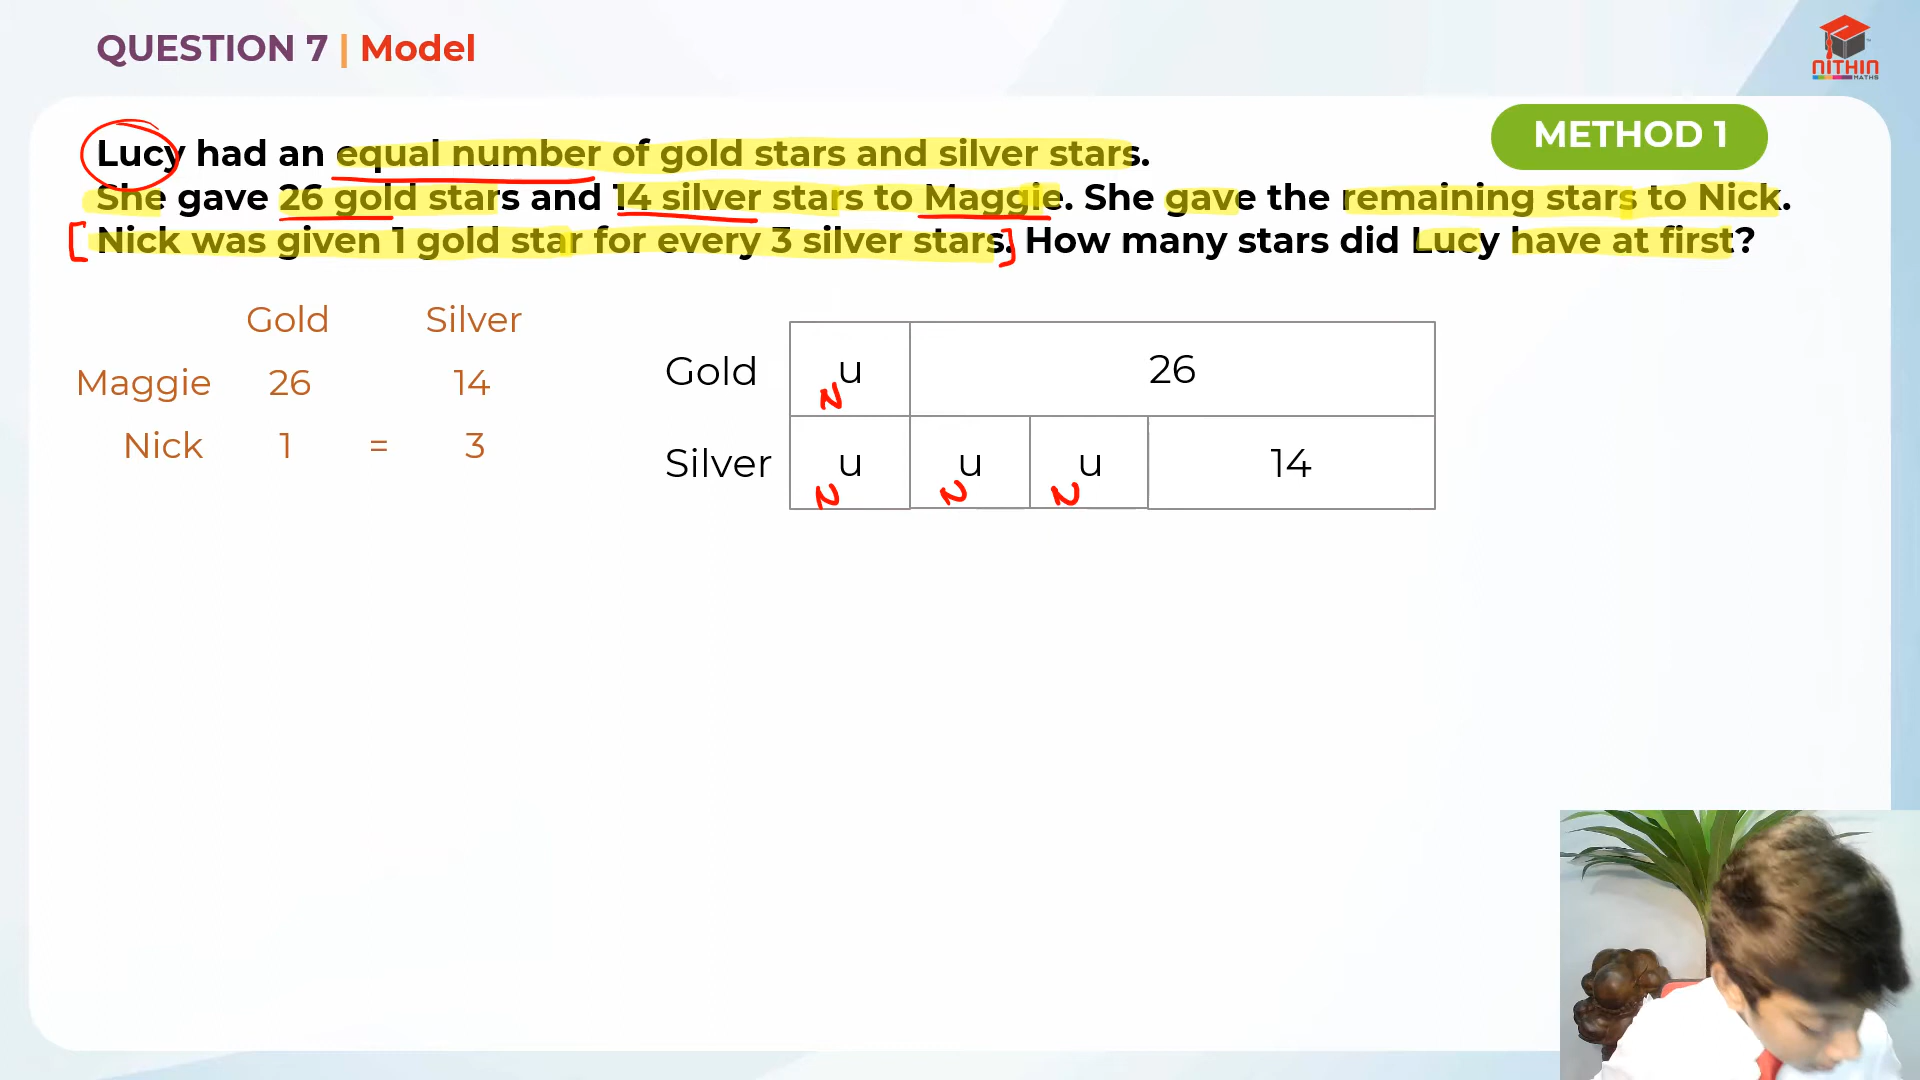 QUESTION 7 | Model
NITHIN
MATHS
METHOD 1
Lucy had an equal number of gold stars and silver stars.
She gave 26 gold stars and 14 silver stars to Maggie. She gave the remaining stars to Nick.
[Nick was given 1 gold star for every 3 silver stars.] How many stars did Lucy have at first?
Gold Silver
Maggie 26 14
Nick 1 = 3
Gold u 26
N
Silver u u u 14
N N N